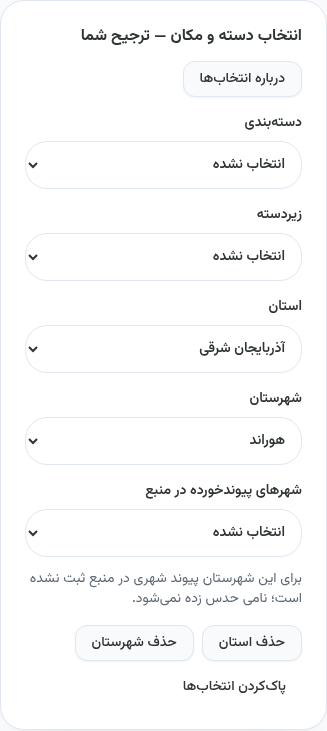 انتخاب دسته و مکان — ترجیح شما
درباره انتخاب‌ها
دسته‌بندی
انتخاب نشده
زیردسته
انتخاب نشده
استان
آذربایجان شرقی
شهرستان
هوراند
شهرهای پیوندخورده در منبع
انتخاب نشده
برای این شهرستان پیوند شهری در منبع ثبت نشده
است؛ نامی حدس زده نمی‌شود.
حذف استان
حذف شهرستان
پاک‌کردن انتخاب‌ها